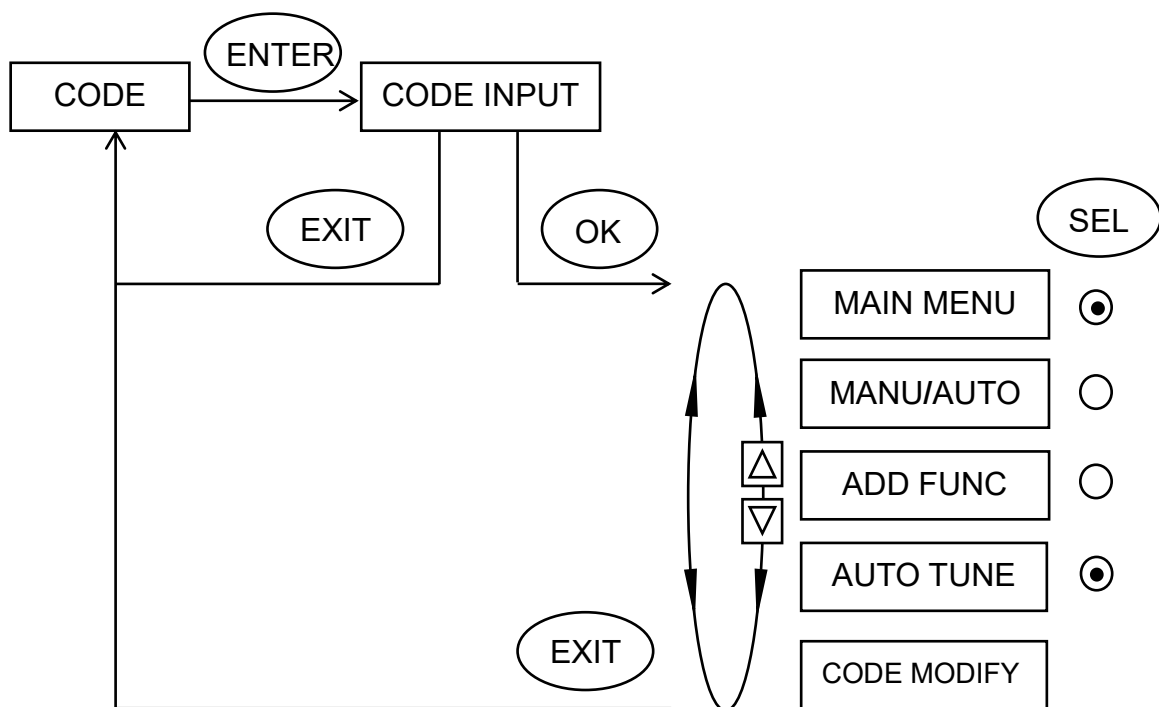 ENTER
CODE
CODE INPUT
EXIT
OK
SEL
MAIN MENU
MANU/AUTO
ADD FUNC
AUTO TUNE
EXIT
CODE MODIFY